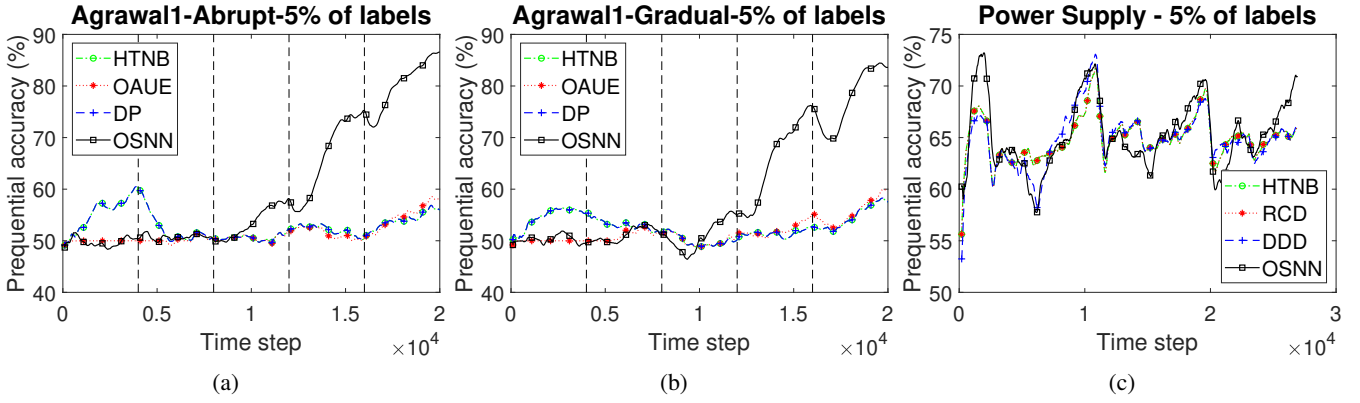 Agrawal1-Abrupt-5% of labels
Prequential accuracy (%)
90
80
70
60
50
40
HTNB
OAUE
DP
OSNN
0
0.5
1
1.5
2
×10^4
Time step
(a)
Agrawal1-Gradual-5% of labels
Prequential accuracy (%)
90
80
70
60
50
40
HTNB
OAUE
DP
OSNN
0
0.5
1
1.5
2
×10^4
Time step
(b)
Power Supply - 5% of labels
Prequential accuracy (%)
75
70
65
60
55
50
HTNB
RCD
DDD
OSNN
0
1
2
3
×10^4
Time step
(c)